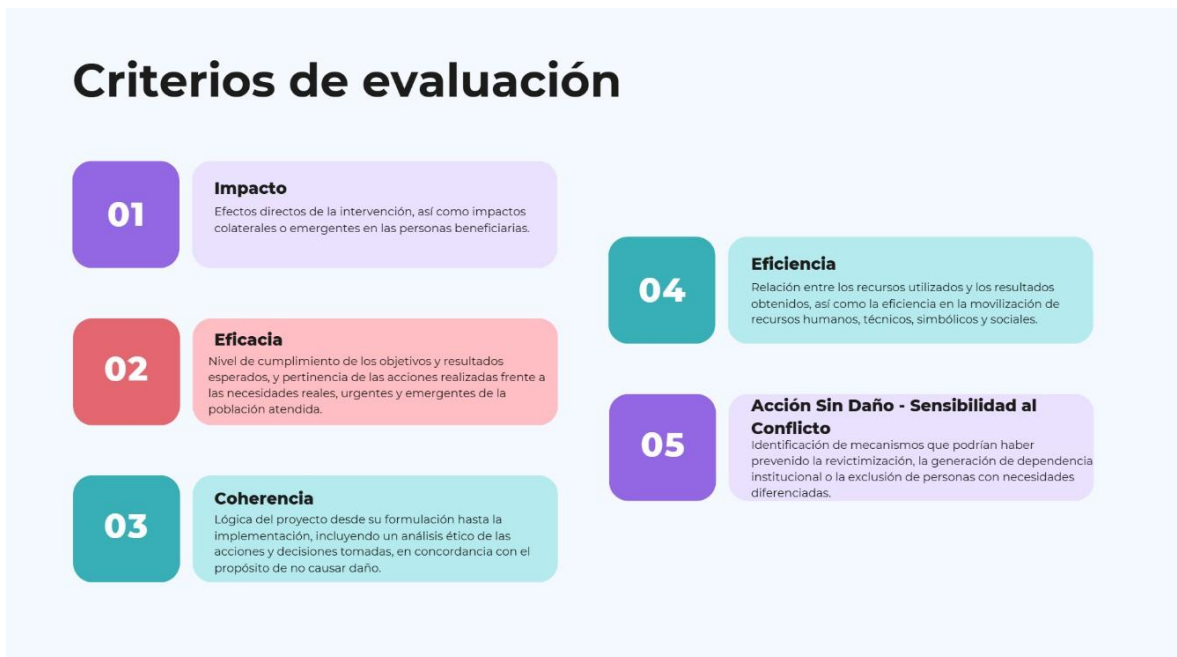 Criterios de evaluación
01
Impacto
Efectos directos de la intervención, así como impactos
colaterales o emergentes en las personas beneficiarias.
02
Eficacia
Nivel de cumplimiento de los objetivos y resultados
esperados, y pertinencia de las acciones realizadas frente a
las necesidades reales, urgentes y emergentes de la
población atendida.
03
Coherencia
Lógica del proyecto desde su formulación hasta la
implementación, incluyendo un análisis ético de las
acciones y decisiones tomadas, en concordancia con el
propósito de no causar daño.
04
Eficiencia
Relación entre los recursos utilizados y los resultados
obtenidos, así como la eficiencia en la movilización de
recursos humanos, técnicos, simbólicos y sociales.
05
Acción Sin Daño - Sensibilidad al
Conflicto
Identificación de mecanismos que podrían haber
prevenido la revictimización, la generación de dependencia
institucional o la exclusión de personas con necesidades
diferenciadas.